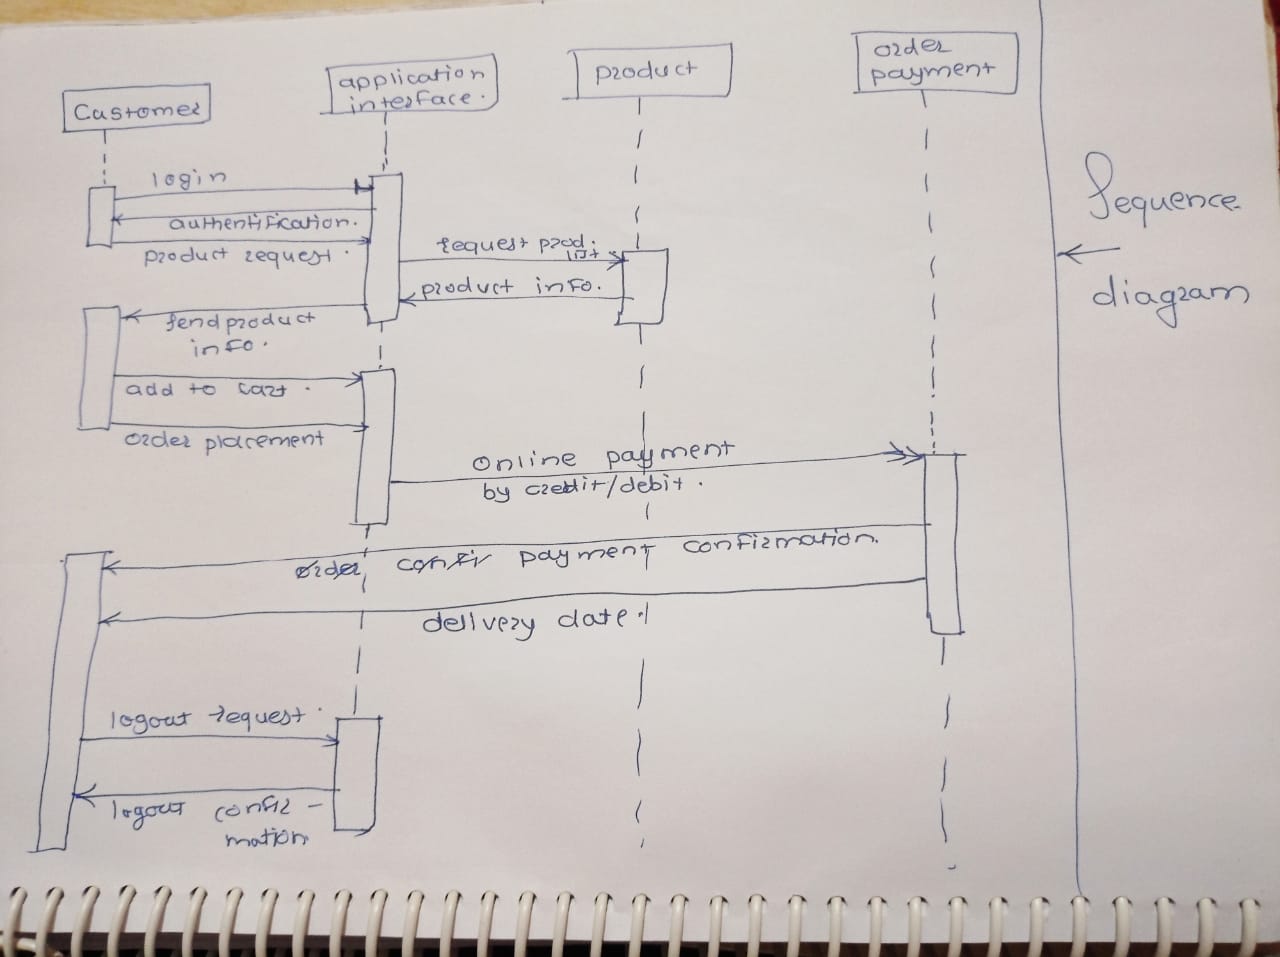 Customer
application
interface.
product
order
payment
login
authentification.
product request.
request prod.
list
product info.
send product
info.
add to cart.
order placement
Online payment
by credit/debit.
order confir payment confirmation.
delivery date.
logout request.
logout confir-
mation
Sequence
diagram